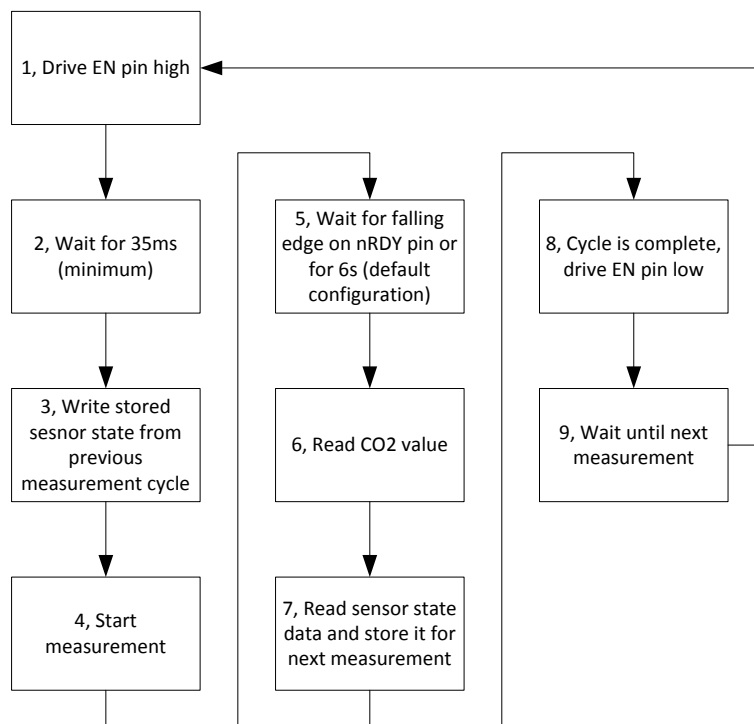 1, Drive EN pin high
2, Wait for 35ms
(minimum)
3, Write stored
sesnor state from
previous
measurement cycle
4, Start
measurement
5, Wait for falling
edge on nRDY pin or
for 6s (default
configuration)
6, Read CO2 value
7, Read sensor state
data and store it for
next measurement
8, Cycle is complete,
drive EN pin low
9, Wait until next
measurement